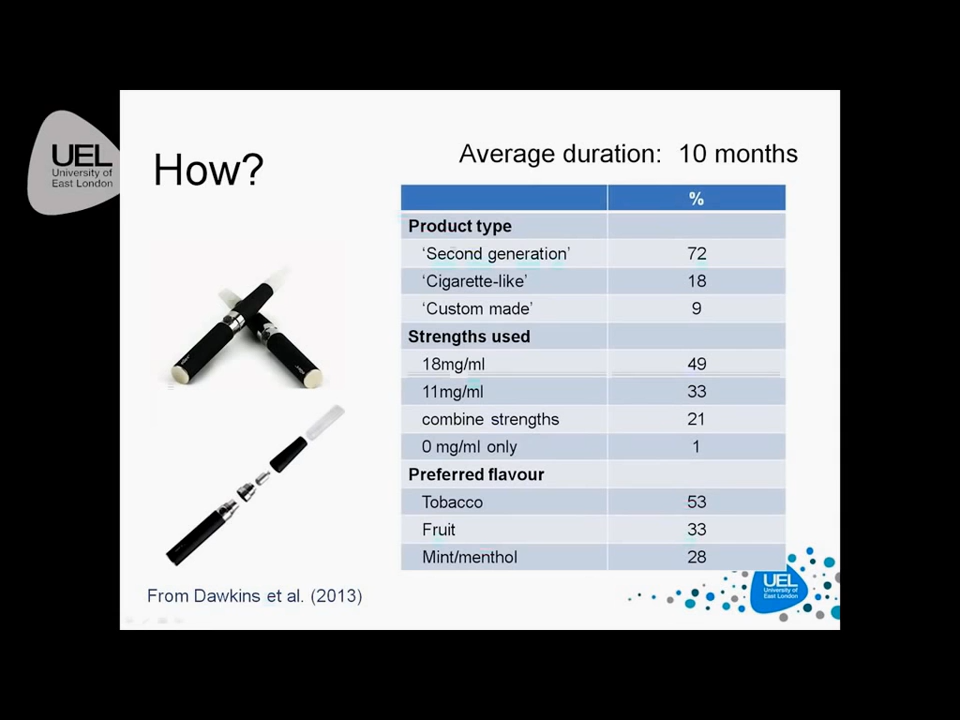 UEL
University of
East London
How?
Average duration: 10 months
%
Product type
‘Second generation’ 72
‘Cigarette-like’ 18
‘Custom made’ 9
Strengths used
18mg/ml 49
11mg/ml 33
combine strengths 21
0 mg/ml only 1
Preferred flavour
Tobacco 53
Fruit 33
Mint/menthol 28
From Dawkins et al. (2013)
UEL
University of
East London